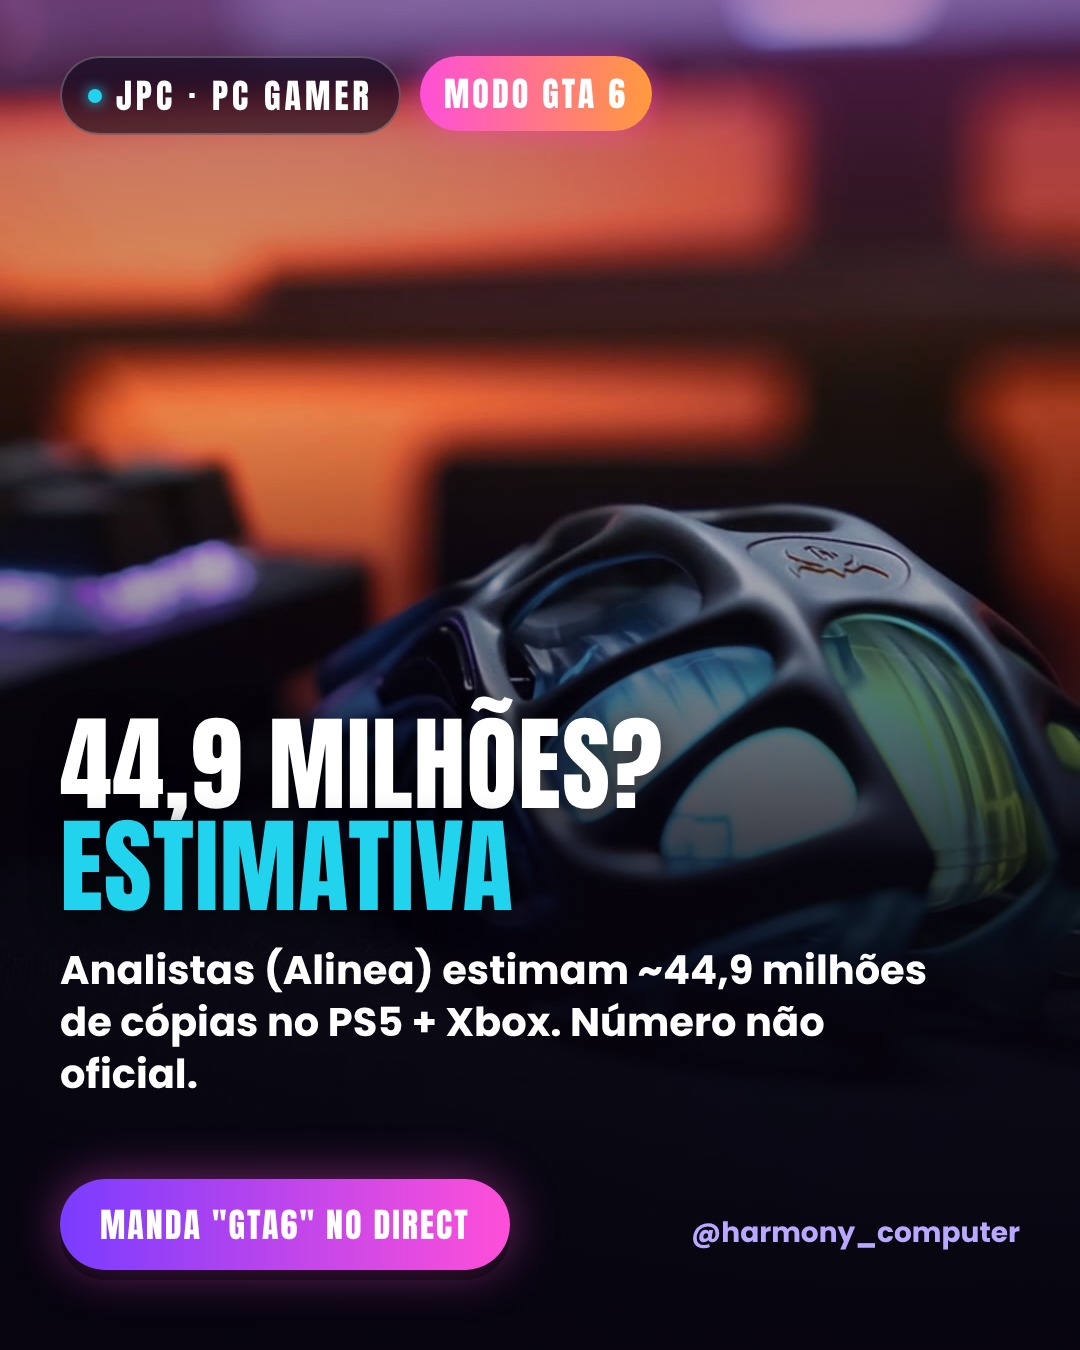 JPC · PC GAMER
MODO GTA 6
44,9 MILHÕES?
ESTIMATIVA
Analistas (Alinea) estimam ~44,9 milhões
de cópias no PS5 + Xbox. Número não
oficial.
MANDA "GTA6" NO DIRECT
@harmony_computer